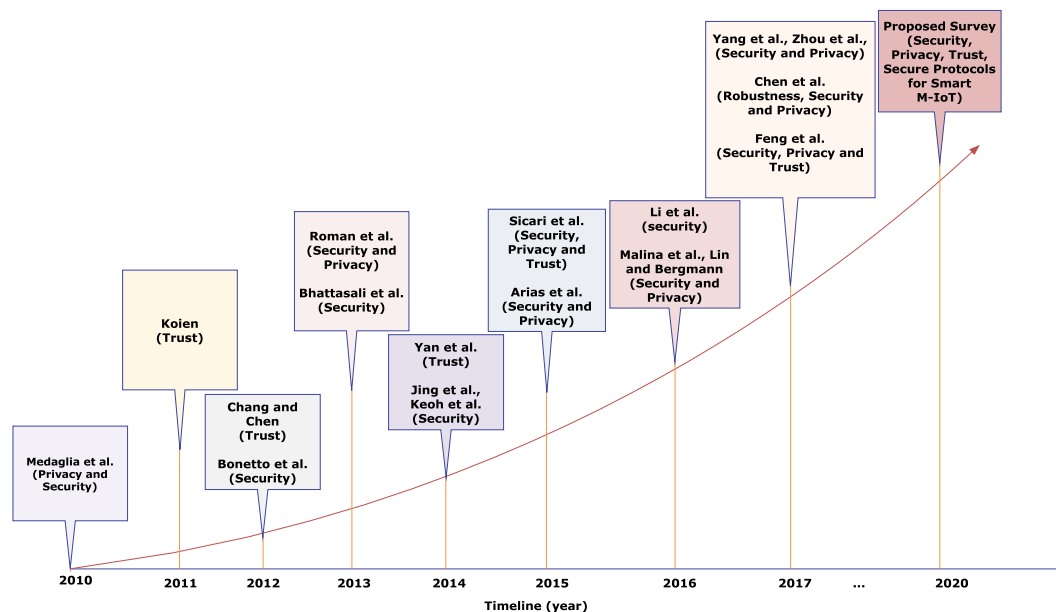 Medaglia et al.
(Privacy and
Security)
Koien
(Trust)
Chang and
Chen
(Trust)
Bonetto et al.
(Security)
Roman et al.
(Security and
Privacy)
Bhattasali et al.
(Security)
Yan et al.
(Trust)
Jing et al.,
Keoh et al.
(Security)
Sicari et al.
(Security,
Privacy and
Trust)
Arias et al.
(Security and
Privacy)
Li et al.
(security)
Malina et al., Lin
and Bergmann
(Security and
Privacy)
Yang et al., Zhou et al.,
(Security and Privacy)
Chen et al.
(Robustness, Security
and Privacy)
Feng et al.
(Security, Privacy and
Trust)
Proposed Survey
(Security,
Privacy, Trust,
Secure Protocols
for Smart
M-IoT)
2010 2011 2012 2013 2014 2015 2016 2017 ... 2020
Timeline (year)